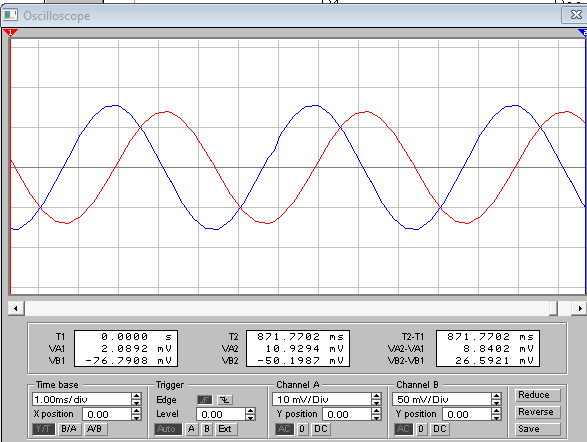 Oscilloscope
1
T1 0.0000 s T2 871.7702 ms T2-T1 871.7702 ms
VA1 2.0892 mV VA2 10.9294 mV VA2-VA1 8.8402 mV
VB1 -76.7908 mV VB2 -50.1987 mV VB2-VB1 26.5921 mV
Time base Trigger Channel A Channel B
1.00ms/div Edge 10 mV/Div 50 mV/Div Reduce
X position 0.00 Level 0.00 Y position 0.00 Y position 0.00 Reverse
Y/T B/A A/B Auto A B Ext AC 0 DC AC 0 DC Save